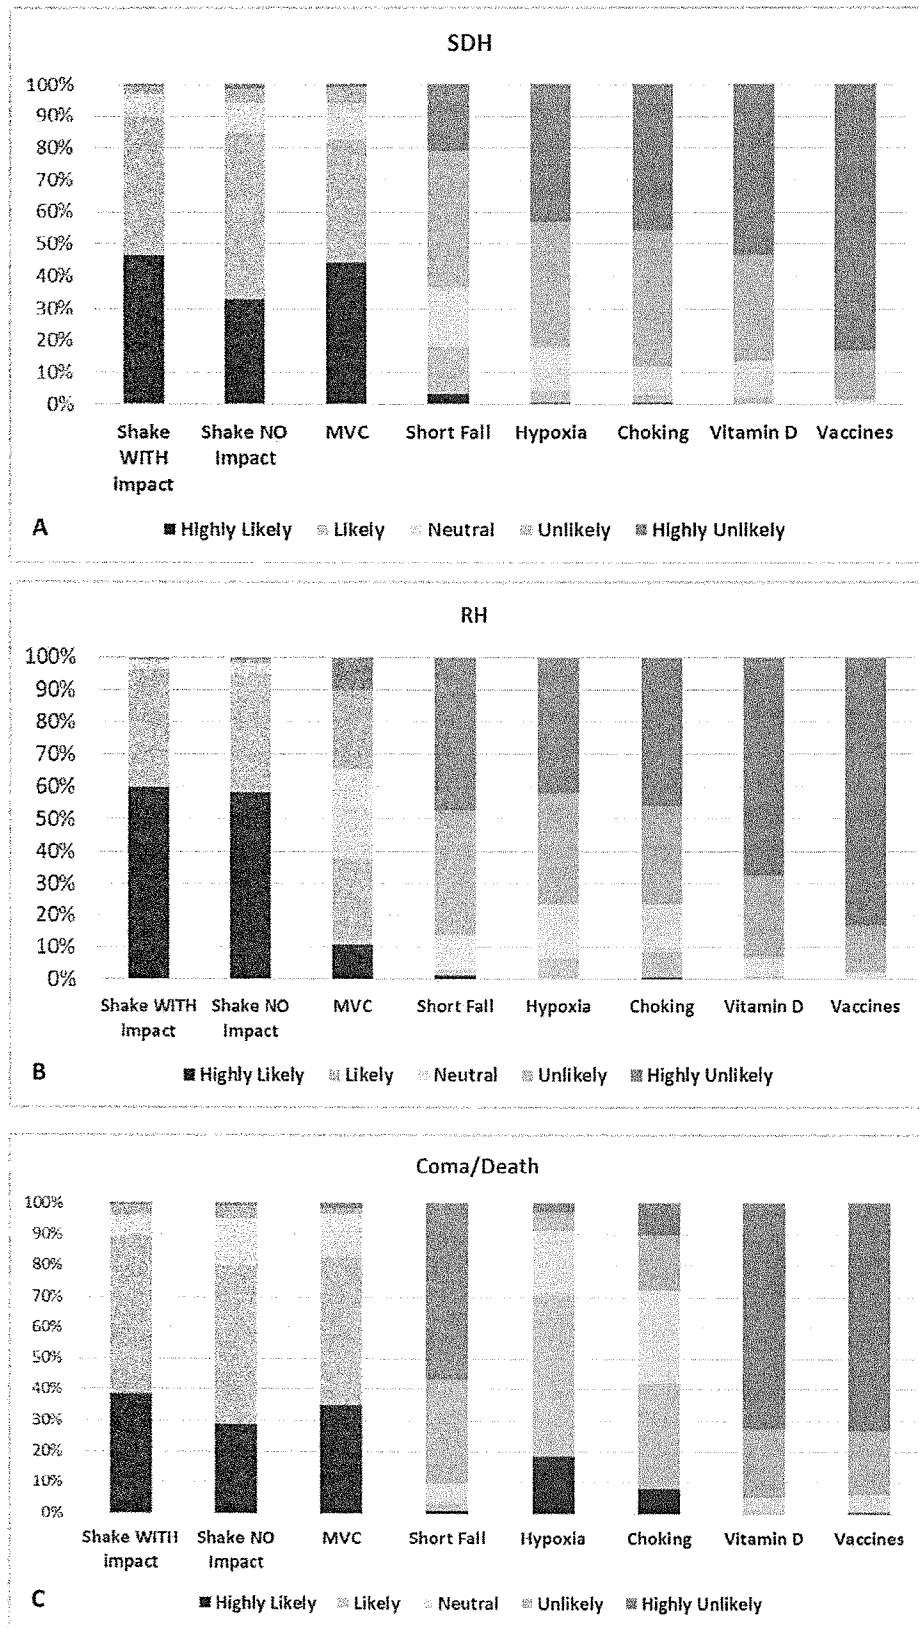 SDH
100%
90%
80%
70%
60%
50%
40%
30%
20%
10%
0%
Shake WITH impact
Shake NO Impact
MVC
Short Fall
Hypoxia
Choking
Vitamin D
Vaccines
A
Highly Likely Likely Neutral Unlikely Highly Unlikely
RH
100%
90%
80%
70%
60%
50%
40%
30%
20%
10%
0%
Shake WITH Impact
Shake NO Impact
MVC
Short Fall
Hypoxia
Choking
Vitamin D
Vaccines
B
Highly Likely Likely Neutral Unlikely Highly Unlikely
Coma/Death
100%
90%
80%
70%
60%
50%
40%
30%
20%
10%
0%
Shake WITH impact
Shake NO Impact
MVC
Short Fall
Hypoxia
Choking
Vitamin D
Vaccines
C
Highly Likely Likely Neutral Unlikely Highly Unlikely